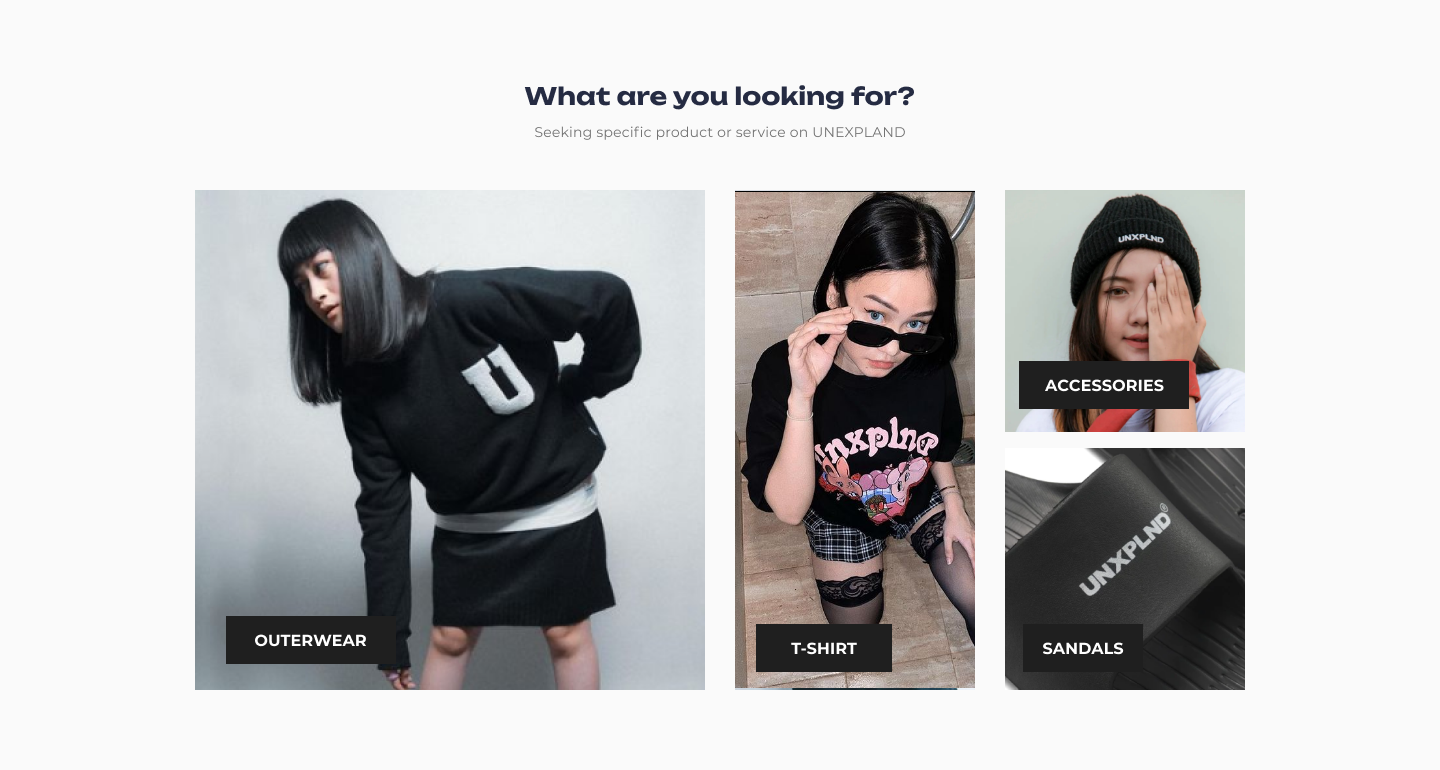 What are you looking for?
Seeking specific product or service on UNEXPLAND
U
OUTERWEAR
Unxplnd
T-SHIRT
UNXPLND
ACCESSORIES
UNXPLND®
SANDALS